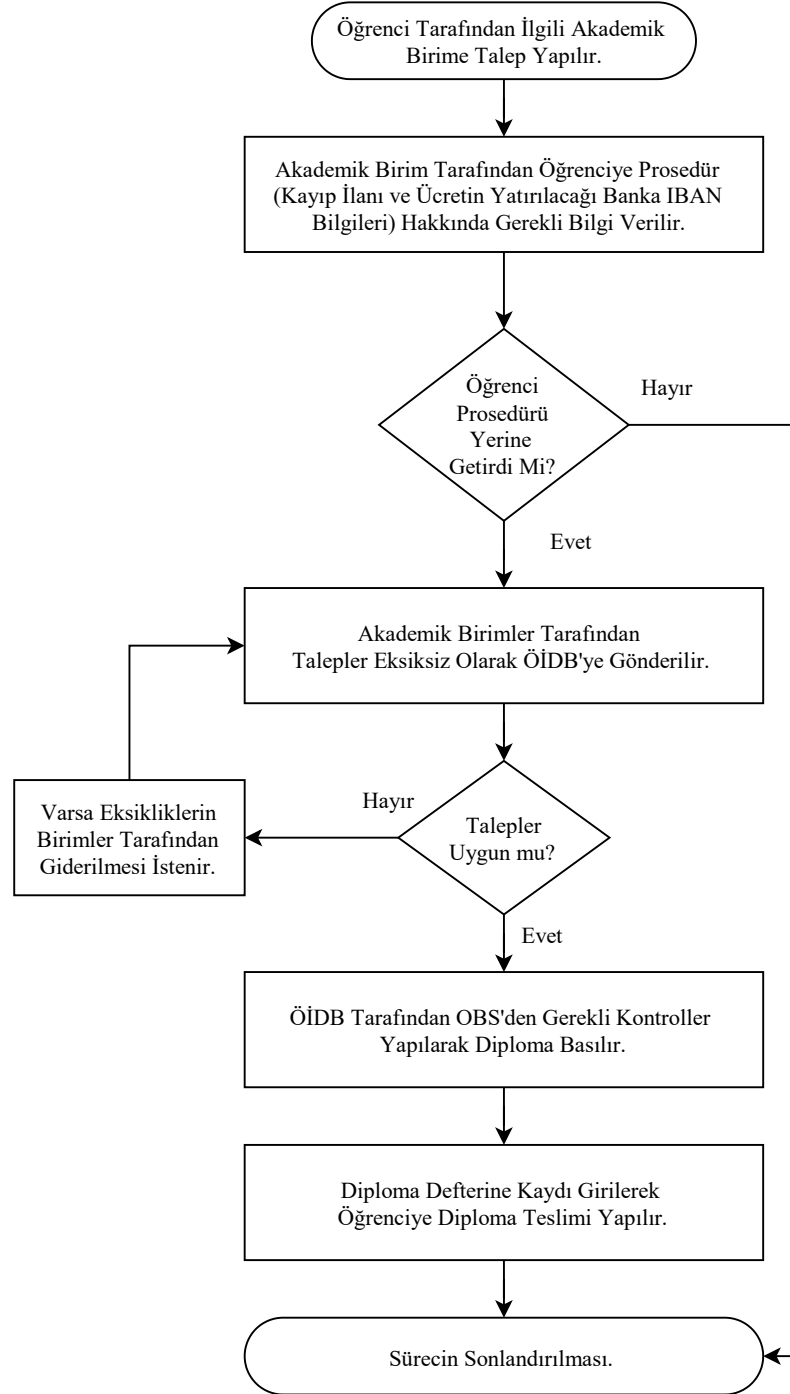 Öğrenci Tarafından İlgili Akademik
Birime Talep Yapılır.
Akademik Birim Tarafından Öğrenciye Prosedür
(Kayıp İlanı ve Ücretin Yatırılacağı Banka IBAN
Bilgileri) Hakkında Gerekli Bilgi Verilir.
Öğrenci
Prosedürü
Yerine
Getirdi Mi?
Hayır
Evet
Akademik Birimler Tarafından
Talepler Eksiksiz Olarak ÖİDB'ye Gönderilir.
Varsa Eksikliklerin
Birimler Tarafından
Giderilmesi İstenir.
Hayır
Talepler
Uygun mu?
Evet
ÖİDB Tarafından OBS'den Gerekli Kontroller
Yapılarak Diploma Basılır.
Diploma Defterine Kaydı Girilerek
Öğrenciye Diploma Teslimi Yapılır.
Sürecin Sonlandırılması.